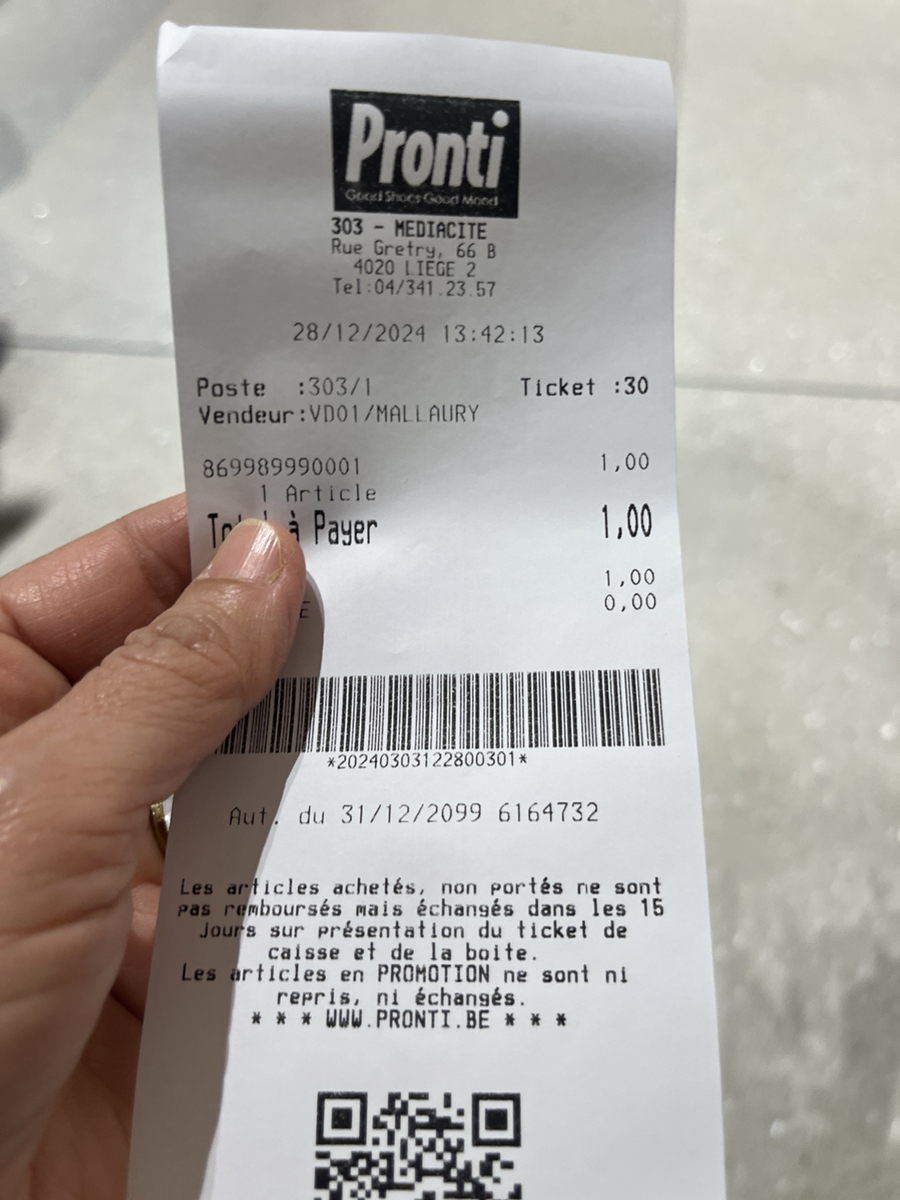 Pronti
Good Shoes Good Mood
303 - MEDIACITE
Rue Gretry, 66 B
4020 LIEGE 2
Tel:04/341.23.57
28/12/2024 13:42:13
Poste :303/1 Ticket :30
Vendeur:VD01/MALLAURY
869989990001 1,00
1 Article
à Payer 1,00
1,00
0,00
*20240303122800301*
Aut. du 31/12/2099 6164732
Les articles achetés, non portés ne sont
pas remboursés mais échangés dans les 15
jours sur présentation du ticket de
caisse et de la boite.
Les articles en PROMOTION ne sont ni
repris, ni échangés.
* * * WWW.PRONTI.BE * * *